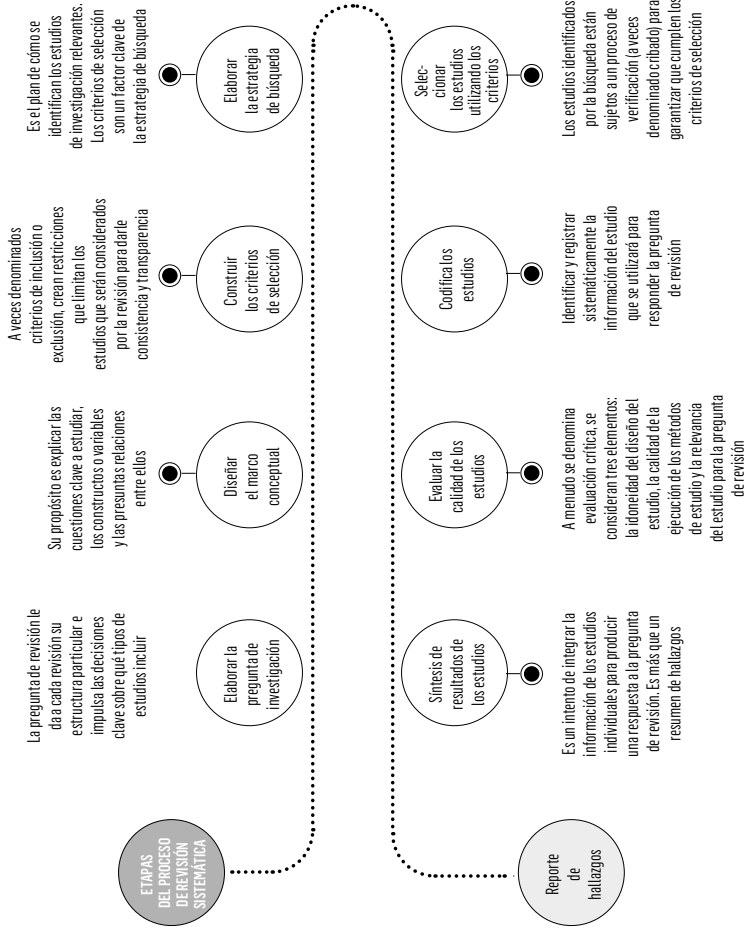 ETAPAS
DEL PROCESO
DE REVISIÓN
SISTEMÁTICA
La pregunta de revisión le
da a cada revisión su
estructura particular e
impulsa las decisiones
clave sobre qué tipos de
estudios incluir
Elaborar la
pregunta de
investigación
Su propósito es explicar las
cuestiones clave a estudiar,
los constructos o variables
y las presuntas relaciones
entre ellos
Diseñar
el marco
conceptual
A veces denominados
criterios de inclusión o
exclusión, crean restricciones
que limitan los
estudios que serán considerados
por la revisión para darle
consistencia y transparencia
Construir
los criterios
de selección
Es el plan de cómo se
identifican los estudios
de investigación relevantes.
Los criterios de selección
son un factor clave de
la estrategia de búsqueda
Elaborar
la estrategia
de búsqueda
Selec-
cionar
los estudios
utilizando los
criterios
Los estudios identificados
por la búsqueda están
sujetos a un proceso de
verificación (a veces
denominado cribado) para
garantizar que cumplen los
criterios de selección
Codifica los
estudios
Identificar y registrar
sistemáticamente la
información del estudio
que se utilizará para
responder la pregunta
de revisión
Evaluar la
calidad de los
estudios
A menudo se denomina
evaluación crítica, se
consideran tres elementos:
la idoneidad del diseño del
estudio, la calidad de la
ejecución de los métodos
de estudio y la relevancia
del estudio para la pregunta
de revisión
Síntesis de
resultados de
los estudios
Es un intento de integrar la
información de los estudios
individuales para producir
una respuesta a la pregunta
de revisión. Es más que un
resumen de hallazgos
Reporte
de
hallazgos